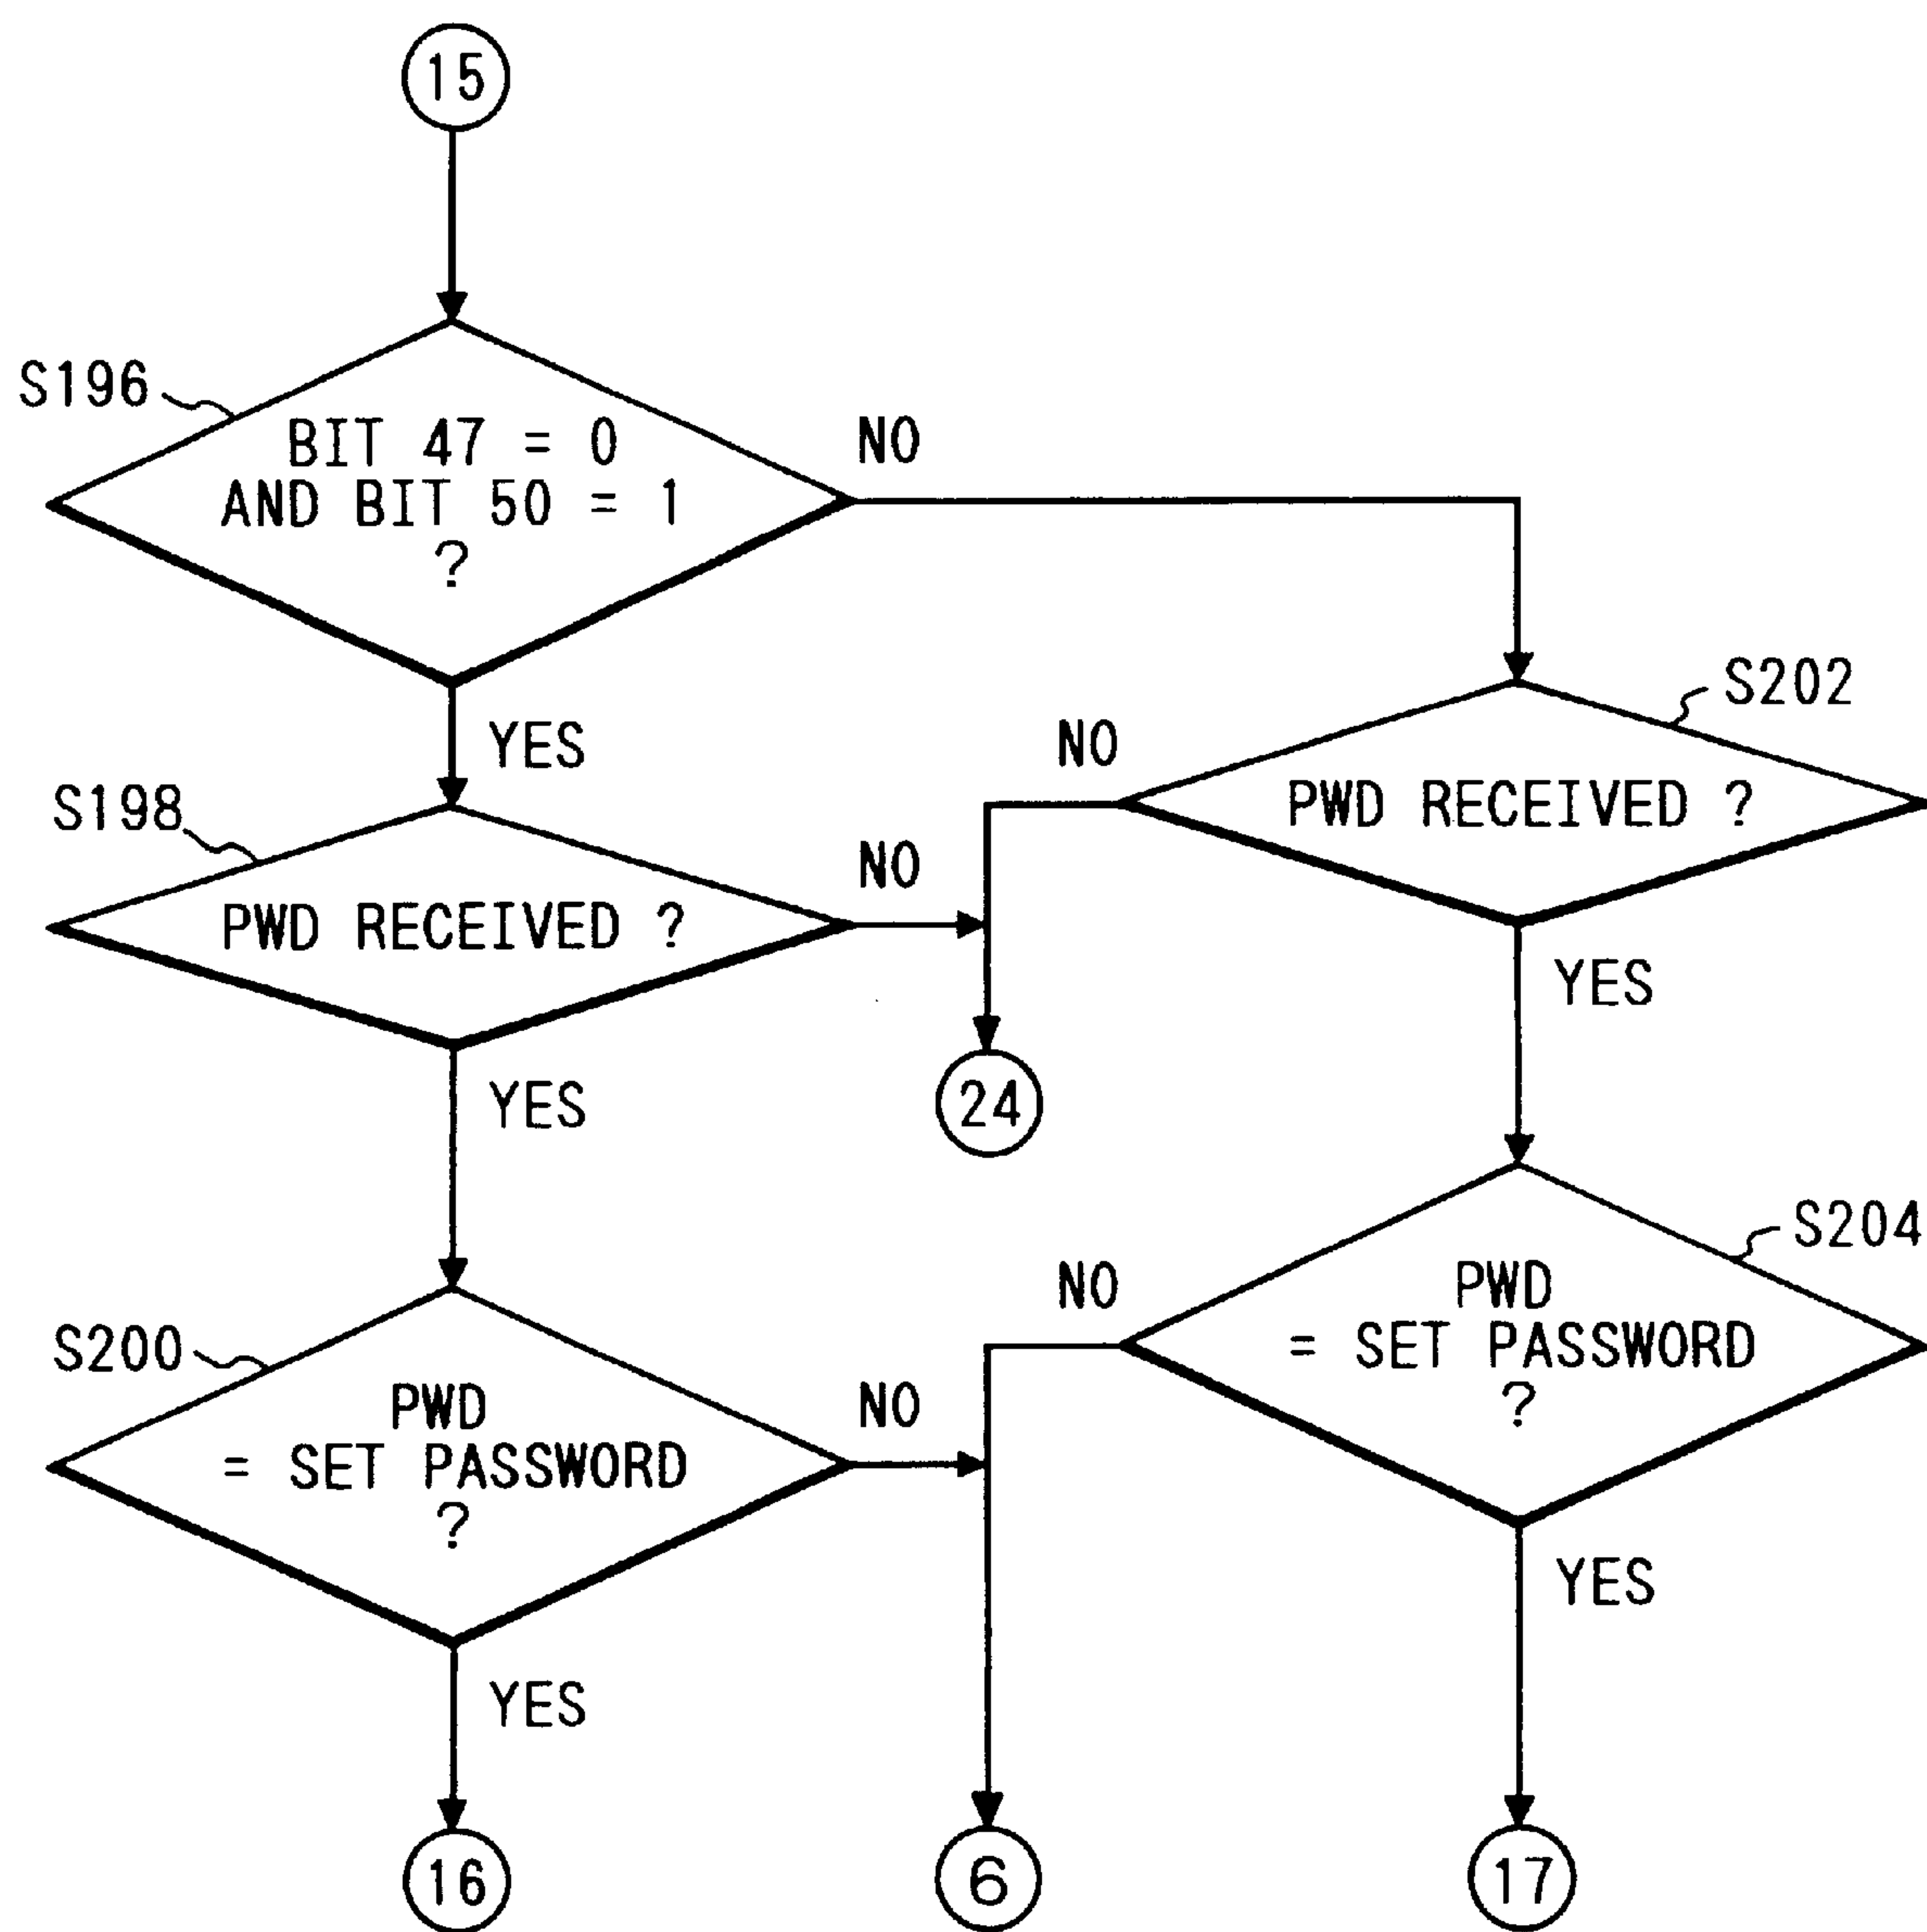 15
S196
BIT 47 = 0
AND BIT 50 = 1
?
NO
YES
S202
NO
PWD RECEIVED ?
YES
S198
PWD RECEIVED ?
NO
YES
24
S204
NO
PWD
= SET PASSWORD
?
YES
S200
PWD
= SET PASSWORD
?
NO
YES
16
6
17